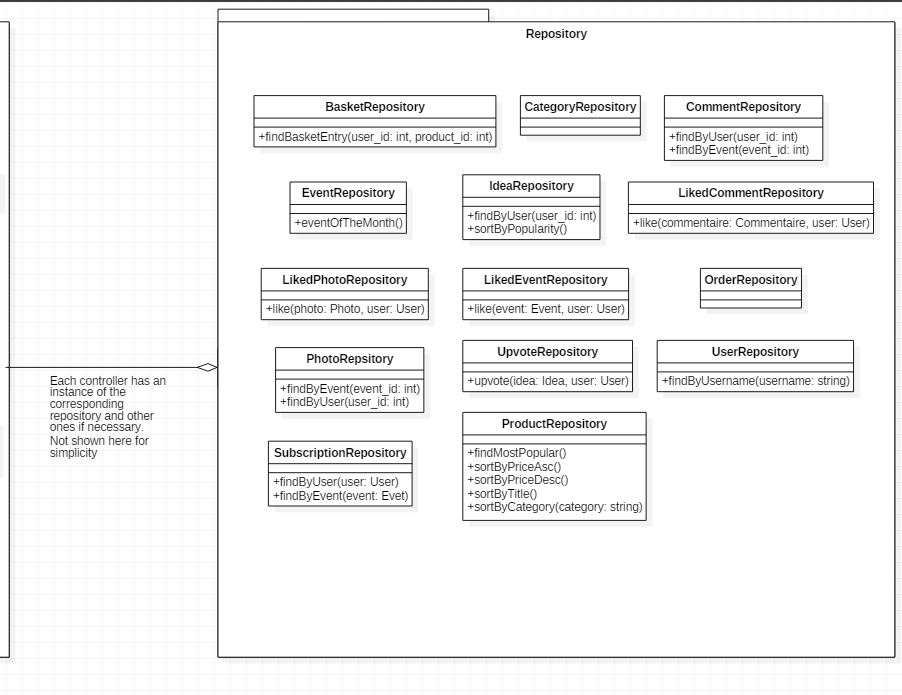 Repository
BasketRepository
+findBasketEntry(user_id: int, product_id: int)
CategoryRepository
CommentRepository
+findByUser(user_id: int)
+findByEvent(event_id: int)
EventRepository
+eventOfTheMonth()
IdeaRepository
+findByUser(user_id: int)
+sortByPopularity()
LikedCommentRepository
+like(commentaire: Commentaire, user: User)
LikedPhotoRepository
+like(photo: Photo, user: User)
LikedEventRepository
+like(event: Event, user: User)
OrderRepository
PhotoRepsitory
+findByEvent(event_id: int)
+findByUser(user_id: int)
UpvoteRepository
+upvote(idea: Idea, user: User)
UserRepository
+findByUsername(username: string)
Each controller has an
instance of the
corresponding
repository and other
ones if necessary.
Not shown here for
simplicity
SubscriptionRepository
+findByUser(user: User)
+findByEvent(event: Evet)
ProductRepository
+findMostPopular()
+sortByPriceAsc()
+sortByPriceDesc()
+sortByTitle()
+sortByCategory(category: string)